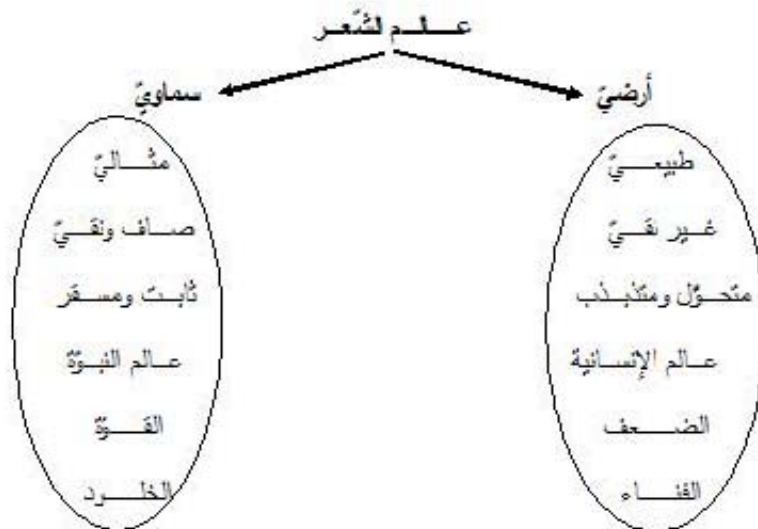 عالم الشّعر
أرضيّ
سماويّ
طبيعيّ
مثاليّ
غير نقيّ
صاف ونقيّ
متحوّل ومتذبذب
ثابت ومستقر
عالم الإنسانية
عالم النبوّة
الضعف
القوّة
الفناء
الخلود